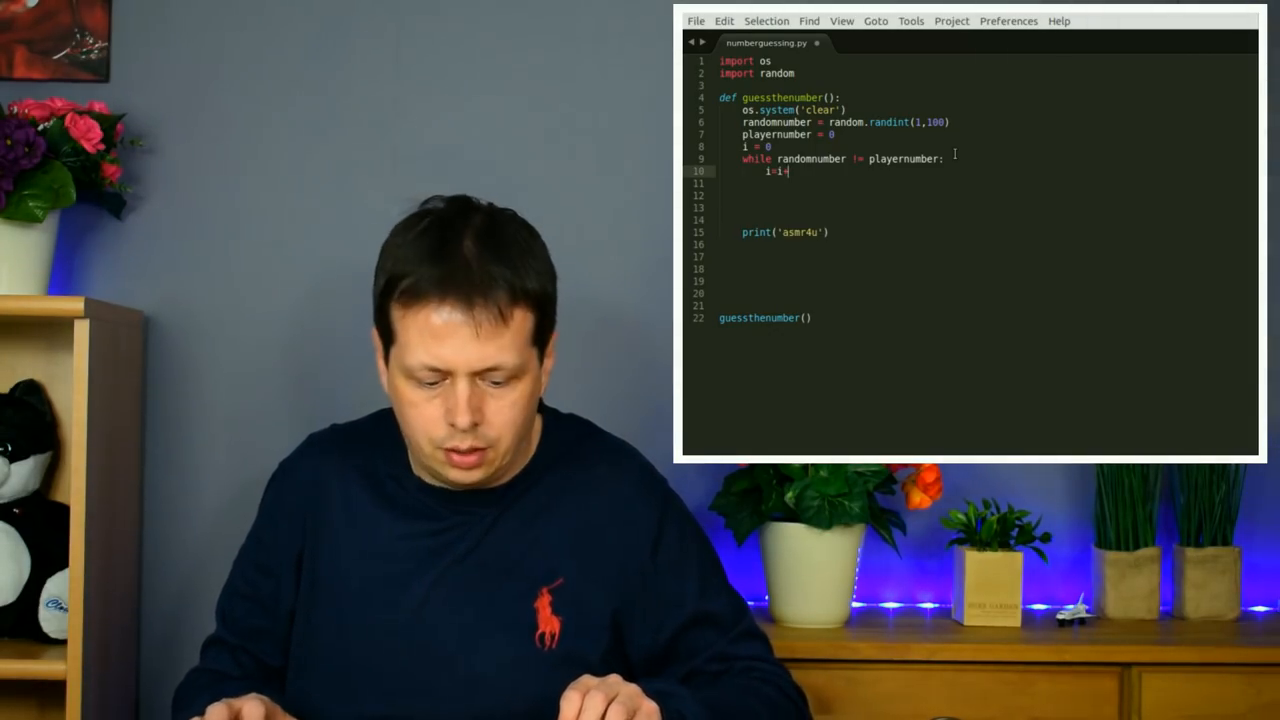 File Edit Selection Find View Goto Tools Project Preferences Help
numberguessing.py
1 import os
2 import random
3
4 def guessthenumber():
5 os.system('clear')
6 randomnumber = random.randint(1,100)
7 playernumber = 0
8 i = 0
9 while randomnumber != playernumber:
10 i=i+
11
12
13
14
15 print('asmr4u')
16
17
18
19
20
21
22 guessthenumber()